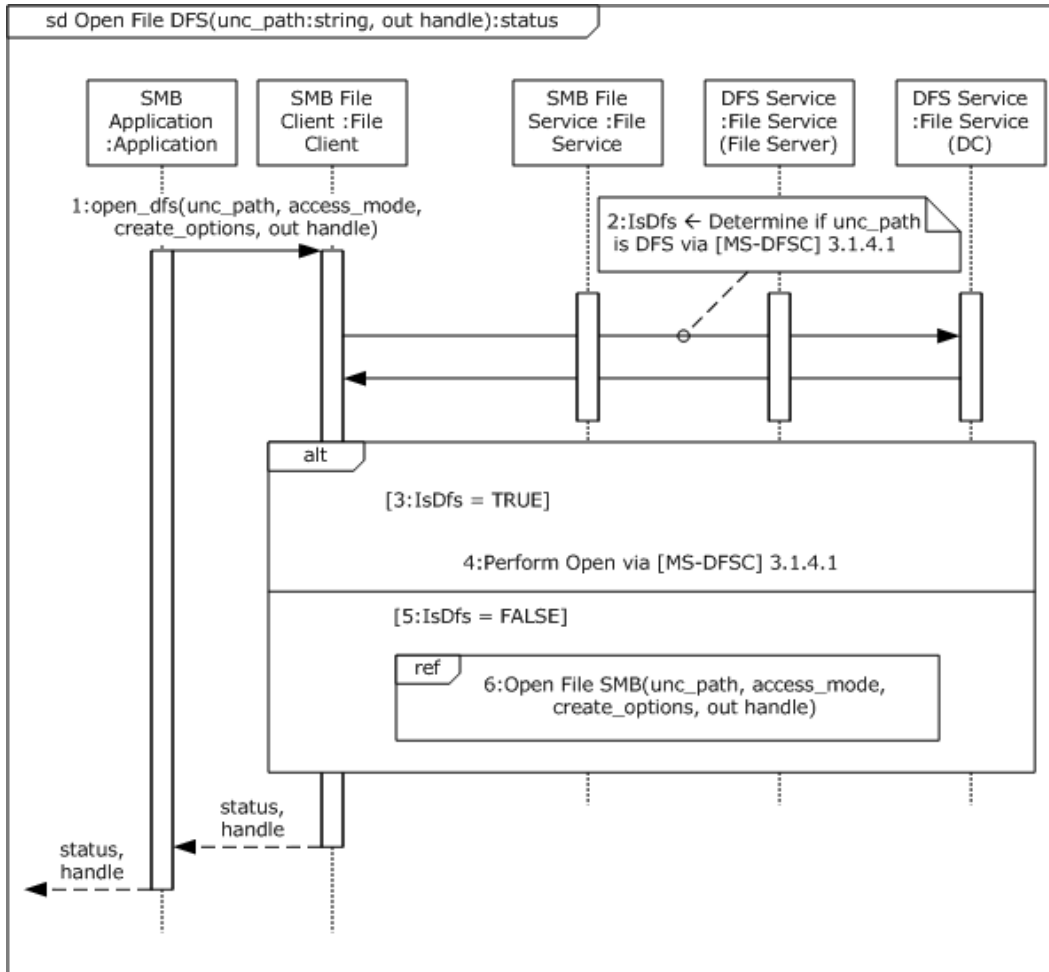 sd Open File DFS(unc_path:string, out handle):status
SMB
Application
:Application
SMB File
Client :File
Client
SMB File
Service :File
Service
DFS Service
:File Service
(File Server)
DFS Service
:File Service
(DC)
1:open_dfs(unc_path, access_mode,
create_options, out handle)
2:IsDfs ← Determine if unc_path
is DFS via [MS-DFSC] 3.1.4.1
alt
[3:IsDfs = TRUE]
4:Perform Open via [MS-DFSC] 3.1.4.1
[5:IsDfs = FALSE]
ref
6:Open File SMB(unc_path, access_mode,
create_options, out handle)
status,
handle
status,
handle